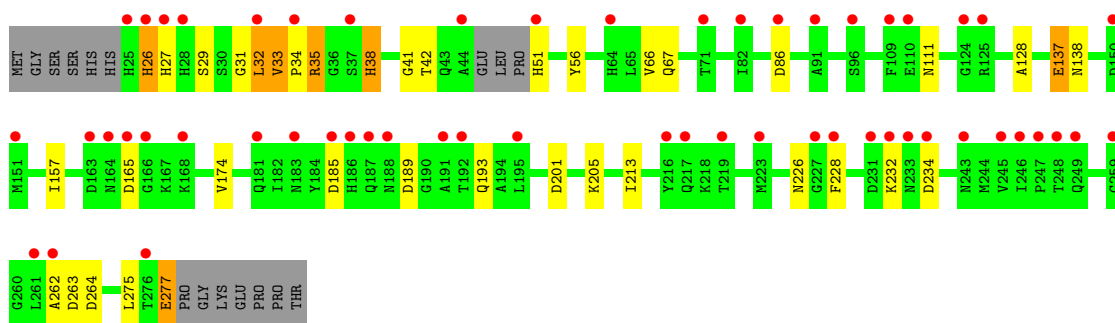 MET GLY SER SER HIS HIS H25 H26 H27 H28 S29 S30 G31 L32 V33 P34 R35 G36 S37 H38 G41 T42 Q43 A44 GLU LEU PRO H51 Y56 H64 L65 V66 Q67 T71 I82 D86 A91 S96 F109 E110 N111 G124 R125 A128 E137 N138 D150
M151 I157 D163 N164 D165 G166 K167 K168 V174 Q181 I182 N183 Y184 D185 H186 Q187 N188 D189 G190 A191 T192 Q193 A194 L195 D201 K205 I213 Y216 Q217 K218 T219 M223 N226 G227 F228 D231 K232 N233 D234 N243 M244 V245 I246 P247 T248 Q249
G260 L261 A262 D263 D264 L275 T276 E277 PRO GLY LYS GLU PRO PRO THR